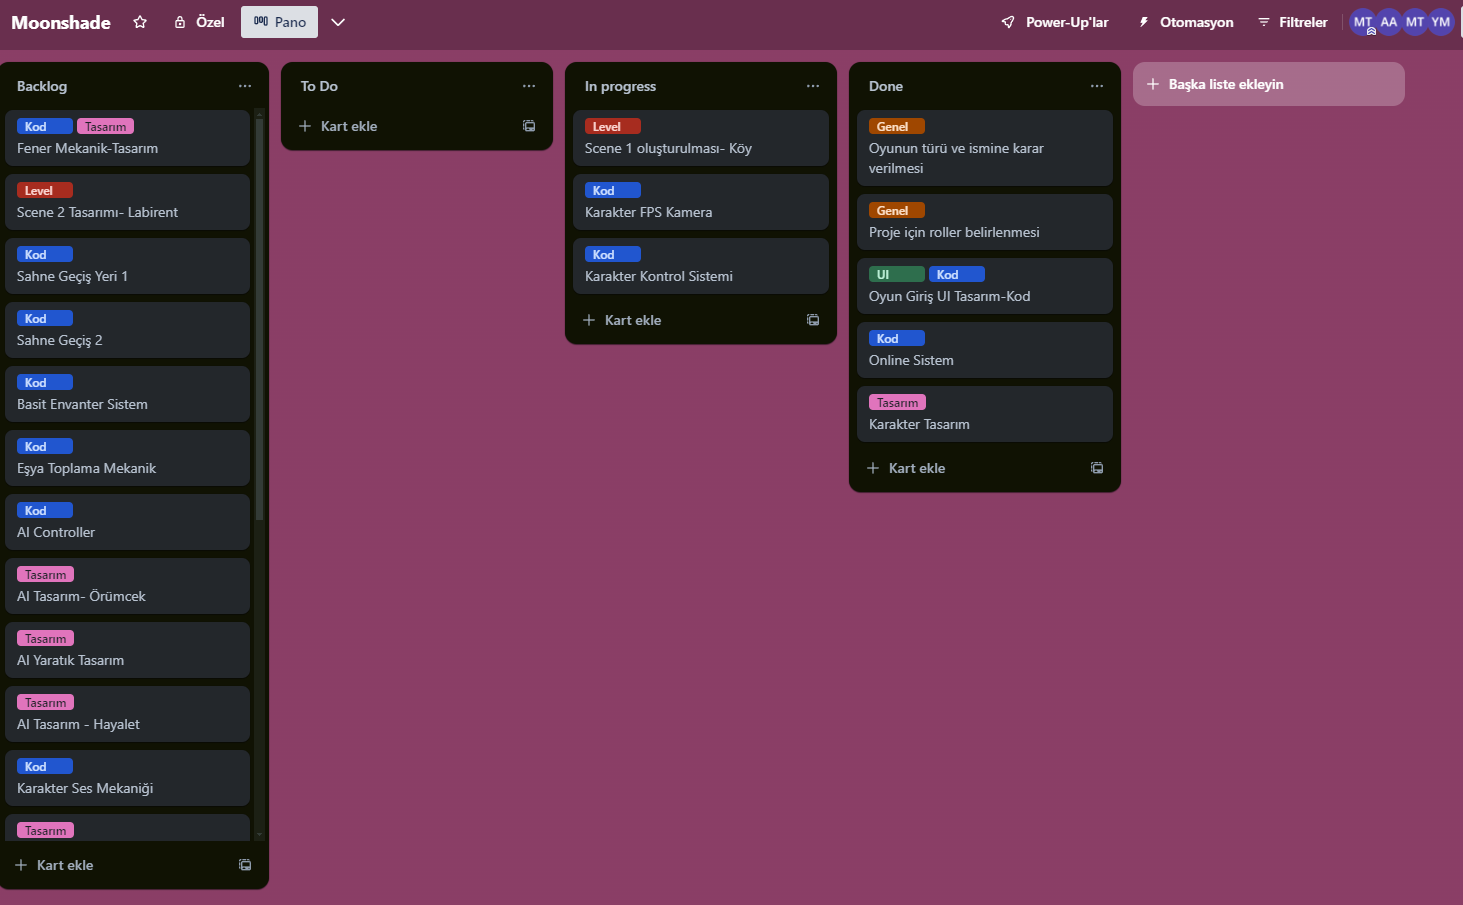 Moonshade
Özel
Pano
Power-Up'lar
Otomasyon
Filtreler
MT
AA
MT
YM
Backlog
Kod Tasarım
Fener Mekanik-Tasarım
Level
Scene 2 Tasarımı- Labirent
Kod
Sahne Geçiş Yeri 1
Kod
Sahne Geçiş 2
Kod
Basit Envanter Sistem
Kod
Eşya Toplama Mekanik
Kod
AI Controller
Tasarım
AI Tasarım- Örümcek
Tasarım
AI Yaratık Tasarım
Tasarım
AI Tasarım - Hayalet
Kod
Karakter Ses Mekaniği
Tasarım
Kart ekle
To Do
Kart ekle
In progress
Level
Scene 1 oluşturulması- Köy
Kod
Karakter FPS Kamera
Kod
Karakter Kontrol Sistemi
Kart ekle
Done
Genel
Oyunun türü ve ismine karar
verilmesi
Genel
Proje için roller belirlenmesi
UI Kod
Oyun Giriş UI Tasarım-Kod
Kod
Online Sistem
Tasarım
Karakter Tasarım
Kart ekle
Başka liste ekleyin